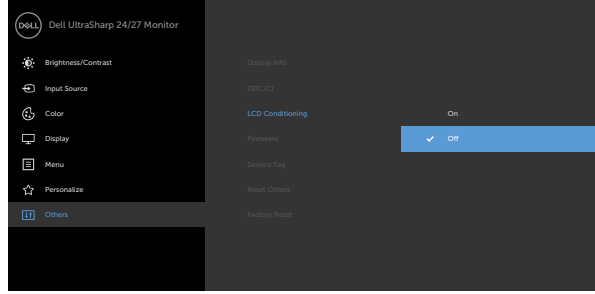 DELL
Dell UltraSharp 24/27 Monitor
Brightness/Contrast
Input Source
Color
Display
Menu
Personalize
Others
Display Info
DDC/CI
LCD Conditioning
Firmware
Service Tag
Reset Others
Factory Reset
On
Off